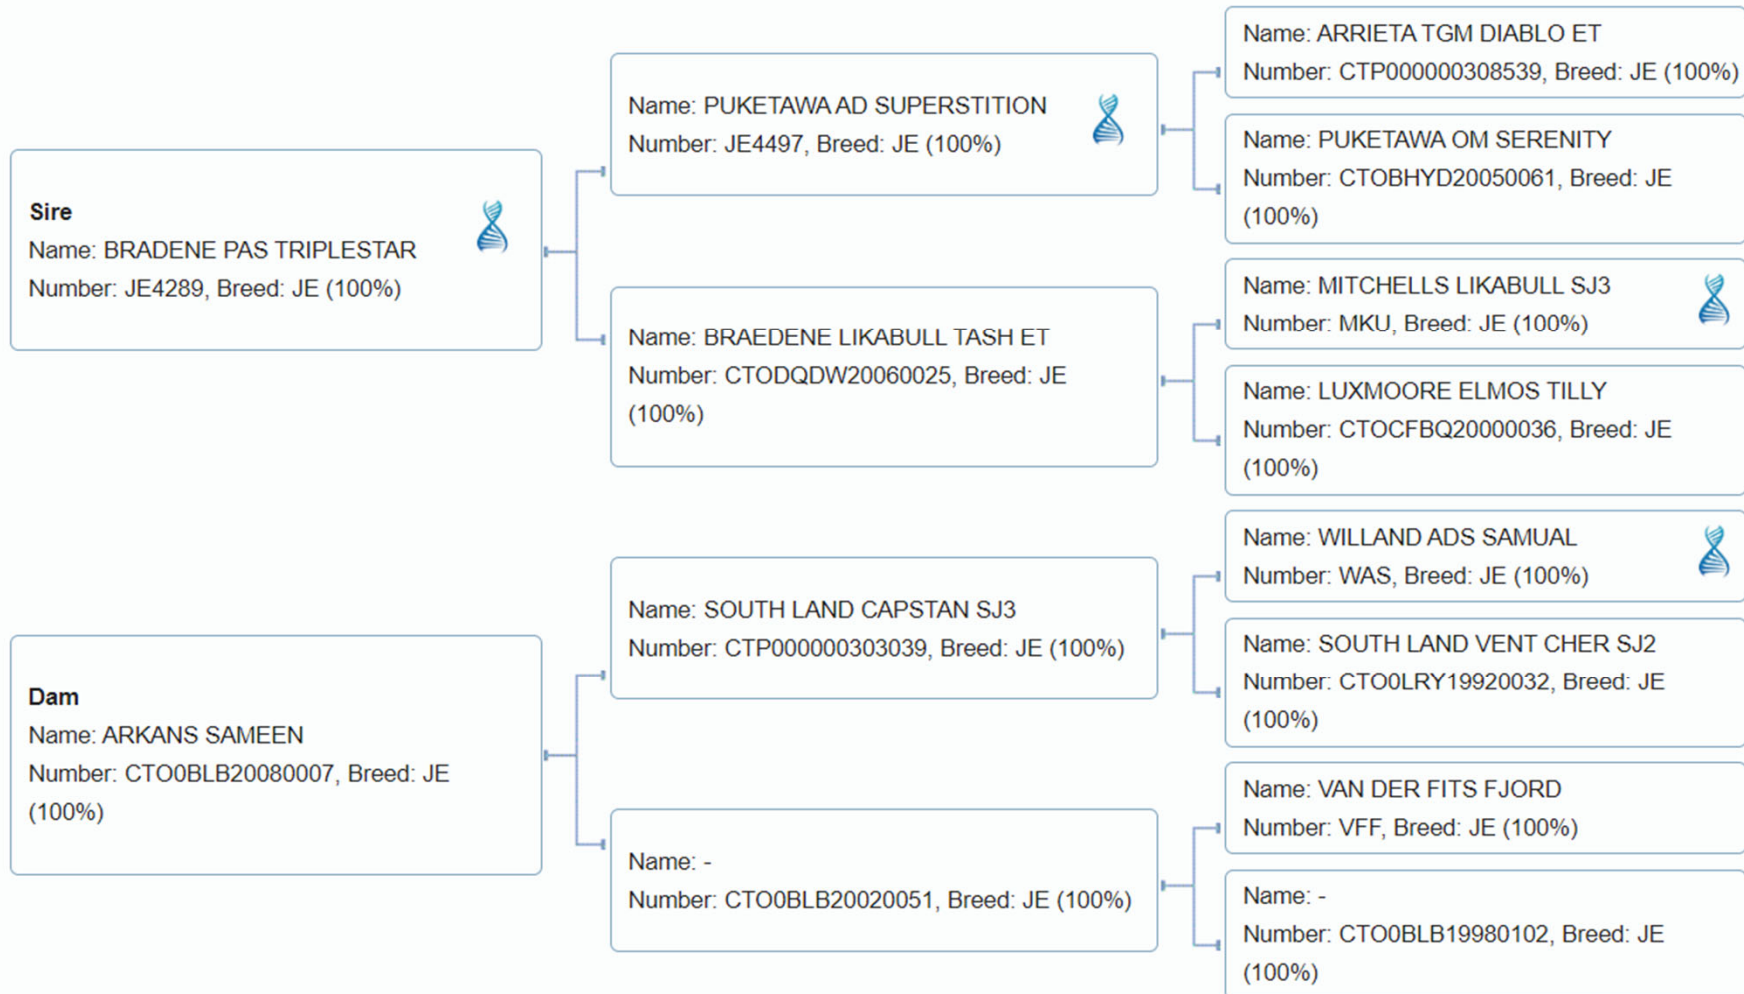 Sire
Name: BRADENE PAS TRIPLESTAR
Number: JE4289, Breed: JE (100%)
Dam
Name: ARKANS SAMEEN
Number: CTO0BLB20080007, Breed: JE
(100%)
Name: PUKETAWA AD SUPERSTITION
Number: JE4497, Breed: JE (100%)
Name: BRAEDENE LIKABULL TASH ET
Number: CTODQDW20060025, Breed: JE
(100%)
Name: SOUTH LAND CAPSTAN SJ3
Number: CTP000000303039, Breed: JE (100%)
Name: -
Number: CTO0BLB20020051, Breed: JE (100%)
Name: ARRIETA TGM DIABLO ET
Number: CTP000000308539, Breed: JE (100%)
Name: PUKETAWA OM SERENITY
Number: CTOBHYD20050061, Breed: JE
(100%)
Name: MITCHELLS LIKABULL SJ3
Number: MKU, Breed: JE (100%)
Name: LUXMOORE ELMOS TILLY
Number: CTOCFBQ20000036, Breed: JE
(100%)
Name: WILLAND ADS SAMUAL
Number: WAS, Breed: JE (100%)
Name: SOUTH LAND VENT CHER SJ2
Number: CTO0LRY19920032, Breed: JE
(100%)
Name: VAN DER FITS FJORD
Number: VFF, Breed: JE (100%)
Name: -
Number: CTO0BLB19980102, Breed: JE
(100%)